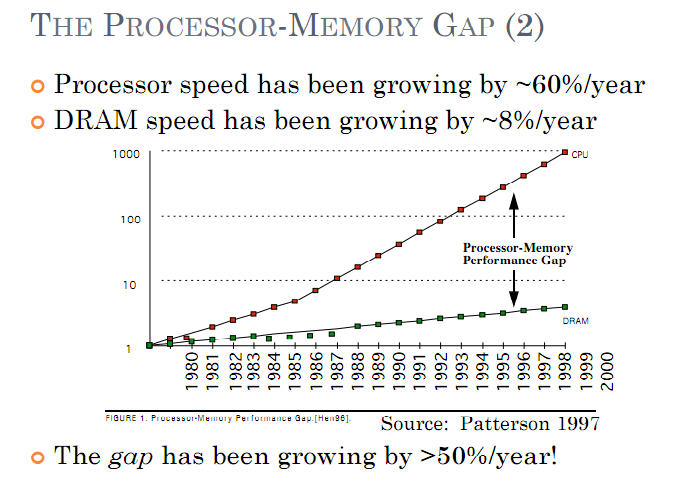 THE PROCESSOR-MEMORY GAP (2)
Processor speed has been growing by ~60%/year
DRAM speed has been growing by ~8%/year
1000
CPU
100
Processor-Memory
Performance Gap
10
DRAM
1
1980 1981 1982 1983 1984 1985 1986 1987 1988 1989 1990 1991 1992 1993 1994 1995 1996 1997 1998 1999 2000
FIGURE 1. Processor-Memory Performance Gap.[Hen96].
Source: Patterson 1997
The gap has been growing by >50%/year!